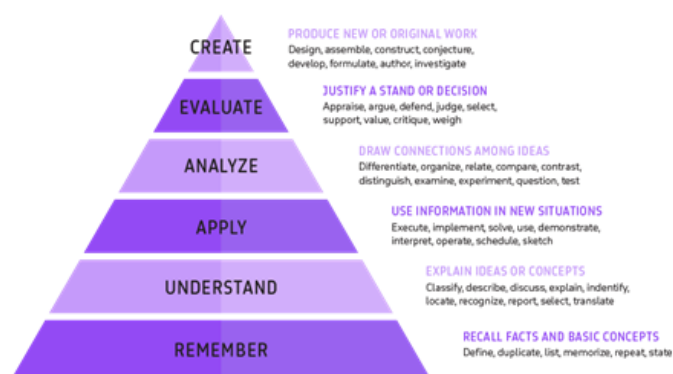 CREATE
PRODUCE NEW OR ORIGINAL WORK
Design, assemble, construct, conjecture,
develop, formulate, author, investigate
EVALUATE
JUSTIFY A STAND OR DECISION
Appraise, argue, defend, judge, select,
support, value, critique, weigh
ANALYZE
DRAW CONNECTIONS AMONG IDEAS
Differentiate, organize, relate, compare, contrast,
distinguish, examine, experiment, question, test
APPLY
USE INFORMATION IN NEW SITUATIONS
Execute, implement, solve, use, demonstrate,
interpret, operate, schedule, sketch
UNDERSTAND
EXPLAIN IDEAS OR CONCEPTS
Classify, describe, discuss, explain, indentify,
locate, recognize, report, select, translate
REMEMBER
RECALL FACTS AND BASIC CONCEPTS
Define, duplicate, list, memorize, repeat, state